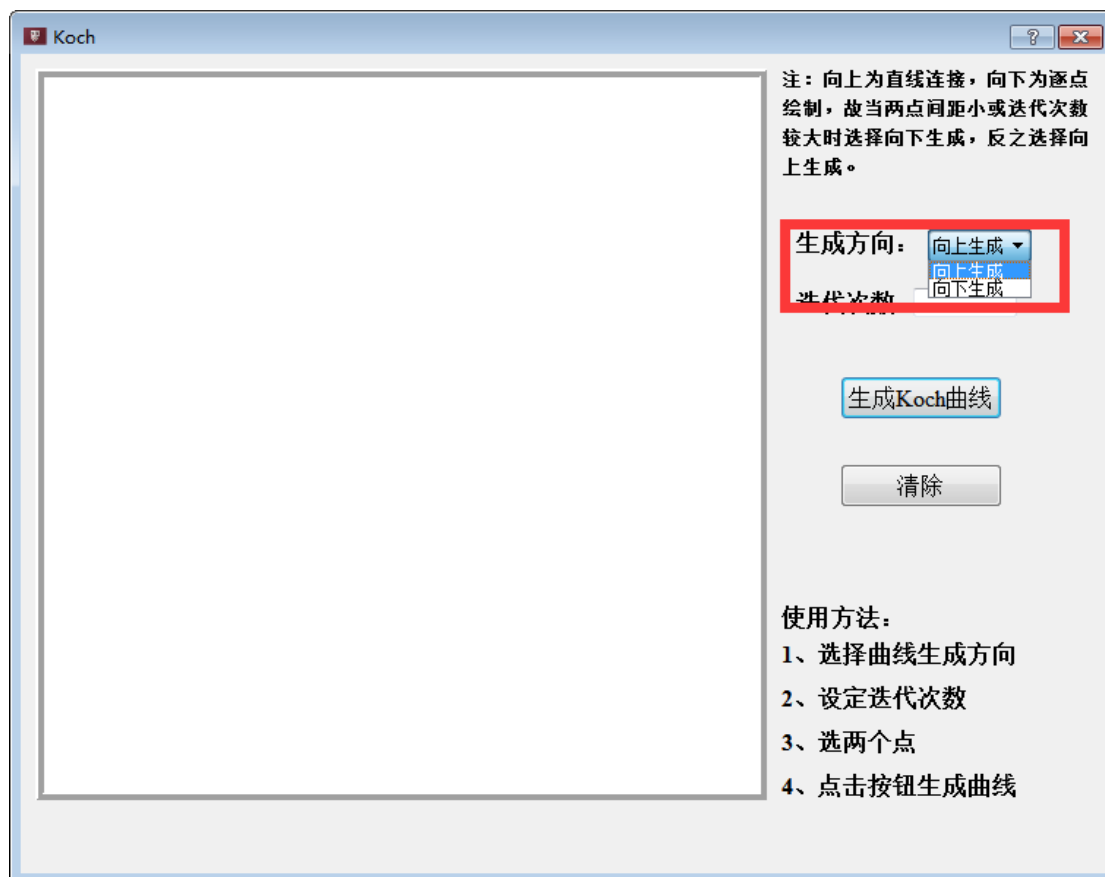 Koch
注：向上为直线连接，向下为逐点
绘制，故当两点间距小或迭代次数
较大时选择向下生成，反之选择向
上生成。
生成方向：
向上生成
向上生成
向下生成
迭代次数
生成Koch曲线
清除
使用方法：
1、选择曲线生成方向
2、设定迭代次数
3、选两个点
4、点击按钮生成曲线